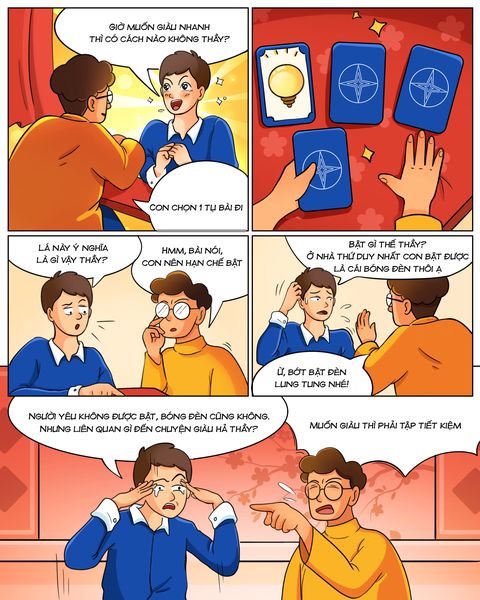 GIỜ MUỐN GIÀU NHANH
THÌ CÓ CÁCH NÀO KHÔNG THẦY?
CON CHỌN 1 TỤ BÀI ĐI
LÁ NÀY Ý NGHĨA
LÀ GÌ VẬY THẦY?
HMM, BÀI NÓI,
CON NÊN HẠN CHẾ BẬT
BẬT GÌ THẾ THẦY?
Ở NHÀ THỨ DUY NHẤT CON BẬT ĐƯỢC
LÀ CÁI BÓNG ĐÈN THÔI Ạ
Ừ, BỚT BẬT ĐÈN
LUNG TUNG NHÉ!
NGƯỜI YÊU KHÔNG ĐƯỢC BẬT, BÓNG ĐÈN CŨNG KHÔNG.
NHƯNG LIÊN QUAN GÌ ĐẾN CHUYỆN GIÀU HẢ THẦY?
MUỐN GIÀU THÌ PHẢI TẬP TIẾT KIỆM